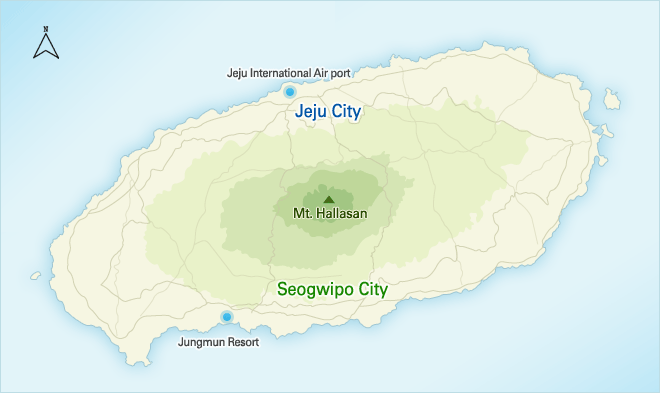 N
Jeju International Air port
Jeju City
Mt. Hallasan
Seogwipo City
Jungmun Resort